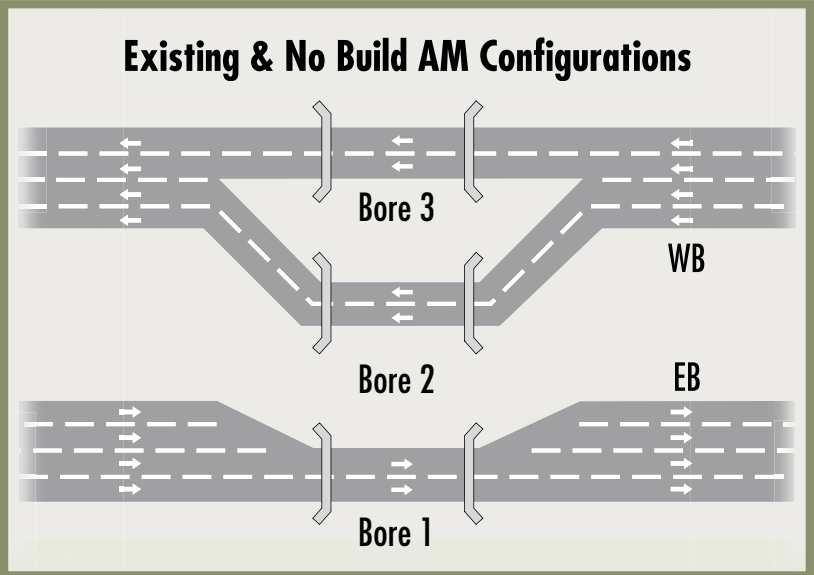 Existing & No Build AM Configurations
Bore 3
WB
Bore 2
EB
Bore 1